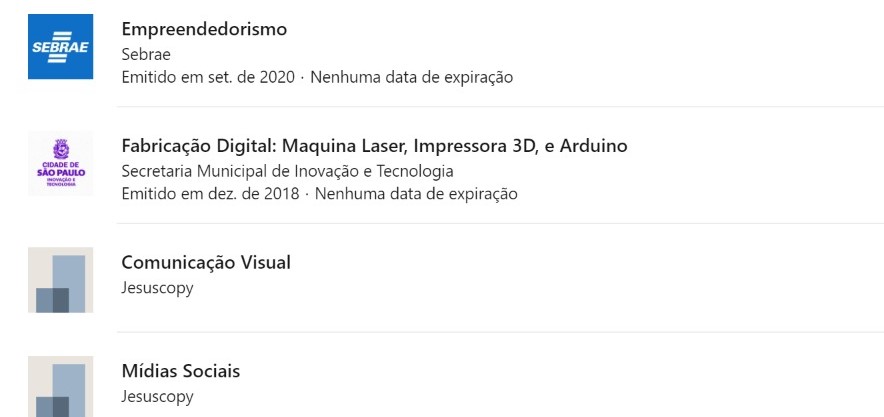 SEBRAE
Empreendedorismo
Sebrae
Emitido em set. de 2020 · Nenhuma data de expiração
CIDADE DE
SÃO PAULO
INOVAÇÃO E
TECNOLOGIA
Fabricação Digital: Maquina Laser, Impressora 3D, e Arduino
Secretaria Municipal de Inovação e Tecnologia
Emitido em dez. de 2018 · Nenhuma data de expiração
Comunicação Visual
Jesuscopy
Mídias Sociais
Jesuscopy